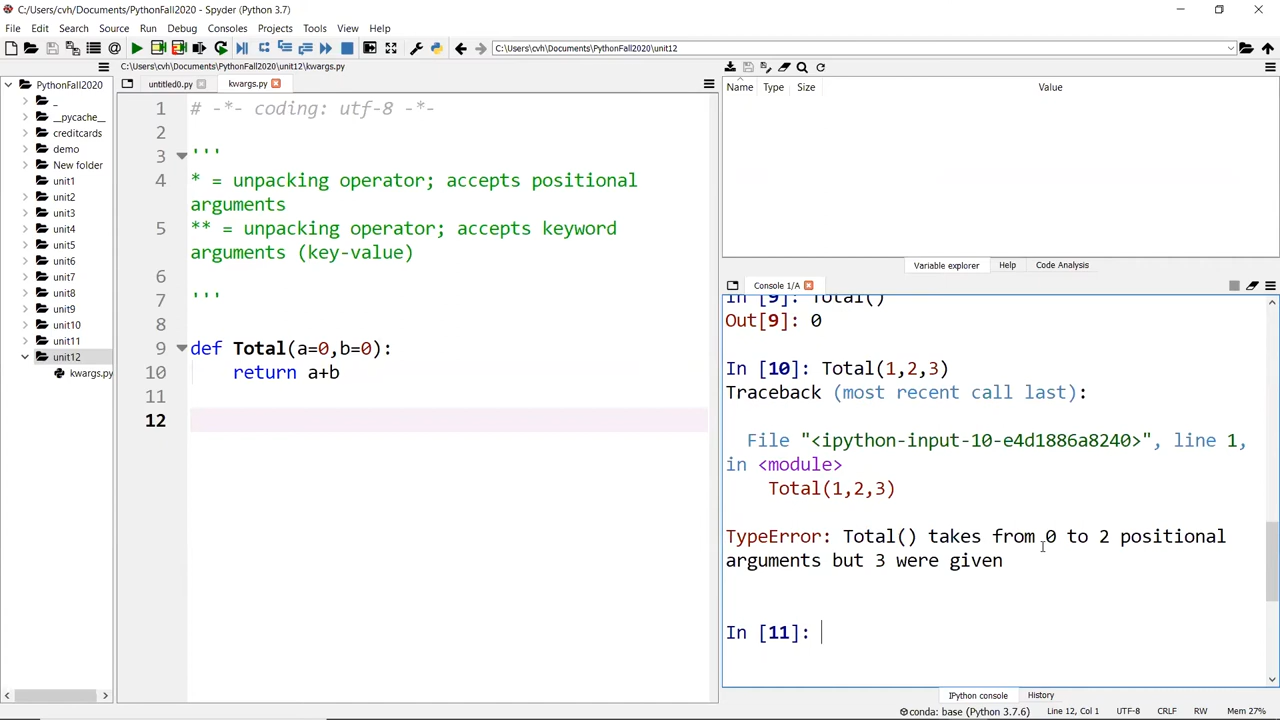 C:/Users/cvh/Documents/PythonFall2020 - Spyder (Python 3.7)
File Edit Search Source Run Debug Consoles Projects Tools View Help
C:\Users\cvh\Documents\PythonFall2020\unit12
C:\Users\cvh\Documents\PythonFall2020\unit12\kwargs.py
PythonFall2020
_
__pycache__
creditcards
demo
New folder
unit1
unit2
unit3
unit4
unit5
unit6
unit7
unit8
unit9
unit10
unit11
unit12
kwargs.py
untitled0.py kwargs.py
1 # -*- coding: utf-8 -*-
2
3 '''
4 * = unpacking operator; accepts positional
arguments
5 ** = unpacking operator; accepts keyword
arguments (key-value)
6
7 '''
8
9 def Total(a=0,b=0):
10 return a+b
11
12
Name Type Size Value
Variable explorer Help Code Analysis
Console 1/A
In [9]: Total()
Out[9]: 0
In [10]: Total(1,2,3)
Traceback (most recent call last):
File "<ipython-input-10-e4d1886a8240>", line 1,
in <module>
Total(1,2,3)
TypeError: Total() takes from 0 to 2 positional
arguments but 3 were given
In [11]:
IPython console History
conda: base (Python 3.7.6) Line 12, Col 1 UTF-8 CRLF RW Mem 27%